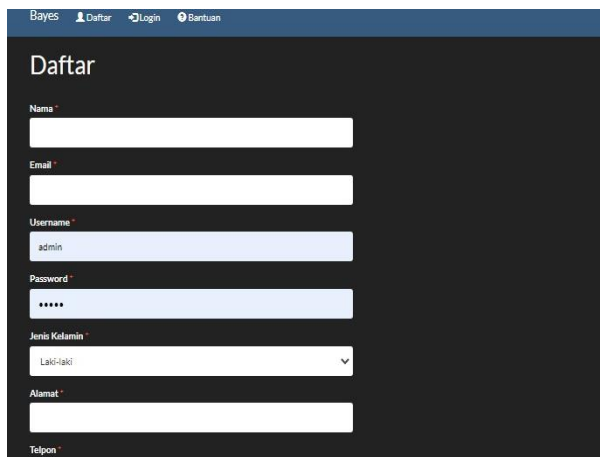 Bayes Daftar Login Bantuan
Daftar
Nama *
Email *
Username *
admin
Password *
•••••
Jenis Kelamin *
Laki-laki
Alamat *
Telpon *